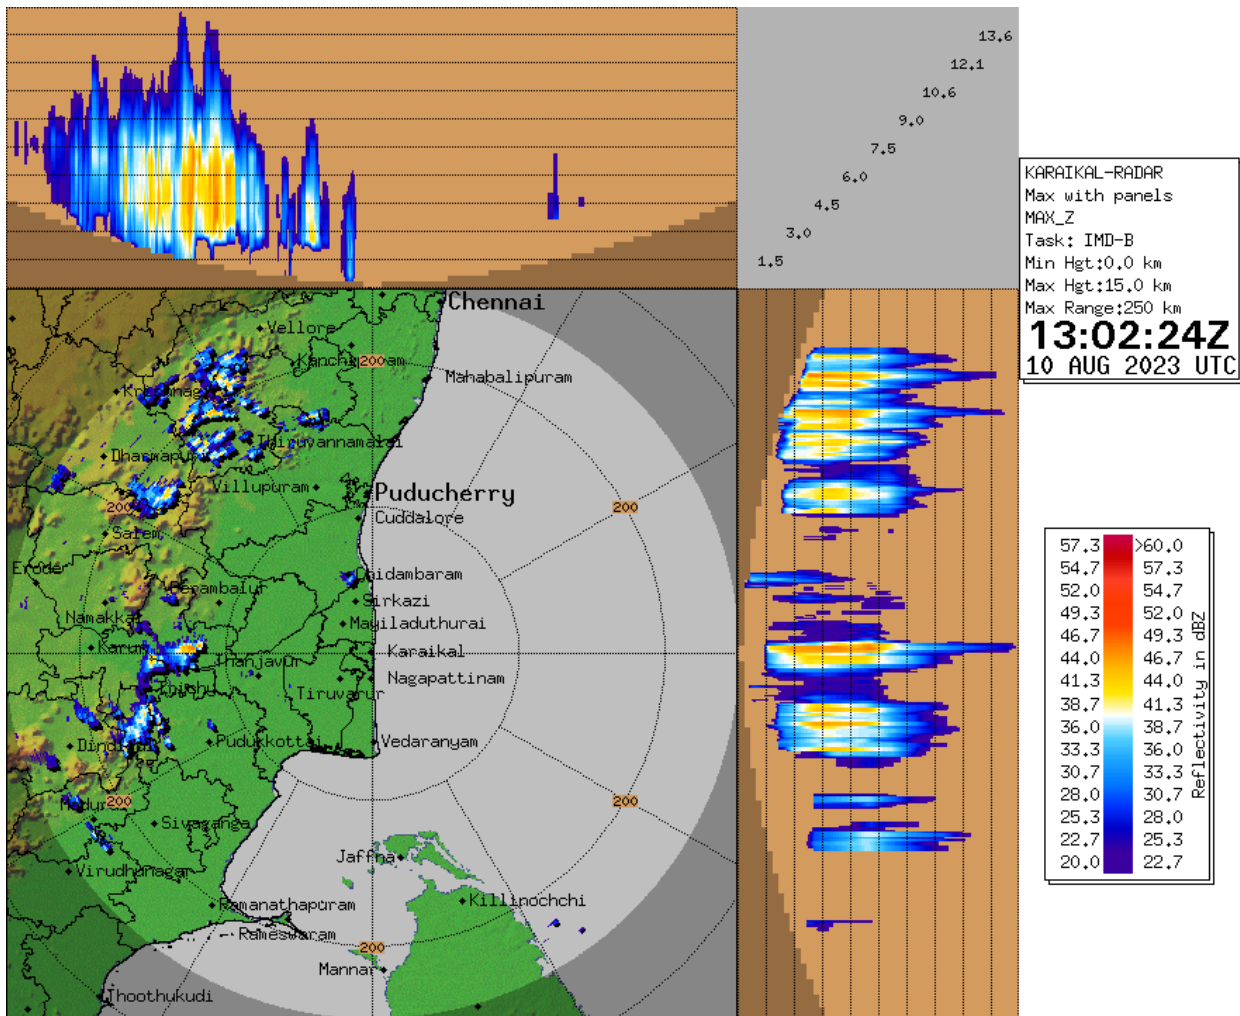 13.6
12.1
10.6
9.0
7.5
6.0
4.5
3.0
1.5
KARAIKAL-RADAR
Max with panels
MAX_Z
Task: IMD-B
Min Hgt:0.0 km
Max Hgt:15.0 km
Max Range:250 km
13:02:24Z
10 AUG 2023 UTC
Chennai
Vellore
200
Mahabalipuram
Thiruvannamalai
Villupuram
Puducherry
200
200
Cuddalore
Salem
Erode
Chidambaram
Perambalur
Sirkazi
Namakkal
Mayiladuthurai
Karur
Karaikal
Thanjavur
Nagapattinam
Tiruvarur
Pudukkottai
Vedaranyam
200
200
Sivaganga
Jaffna
Virudhunagar
Killinochchi
Ramanathapuram
Rameswaram
200
Mannar
Thoothukudi
57.3 >60.0
54.7 57.3
52.0 54.7
49.3 52.0
46.7 49.3
44.0 46.7
41.3 44.0
38.7 41.3
36.0 38.7
33.3 36.0
30.7 33.3
28.0 30.7
25.3 28.0
22.7 25.3
20.0 22.7
Reflectivity in dBZ